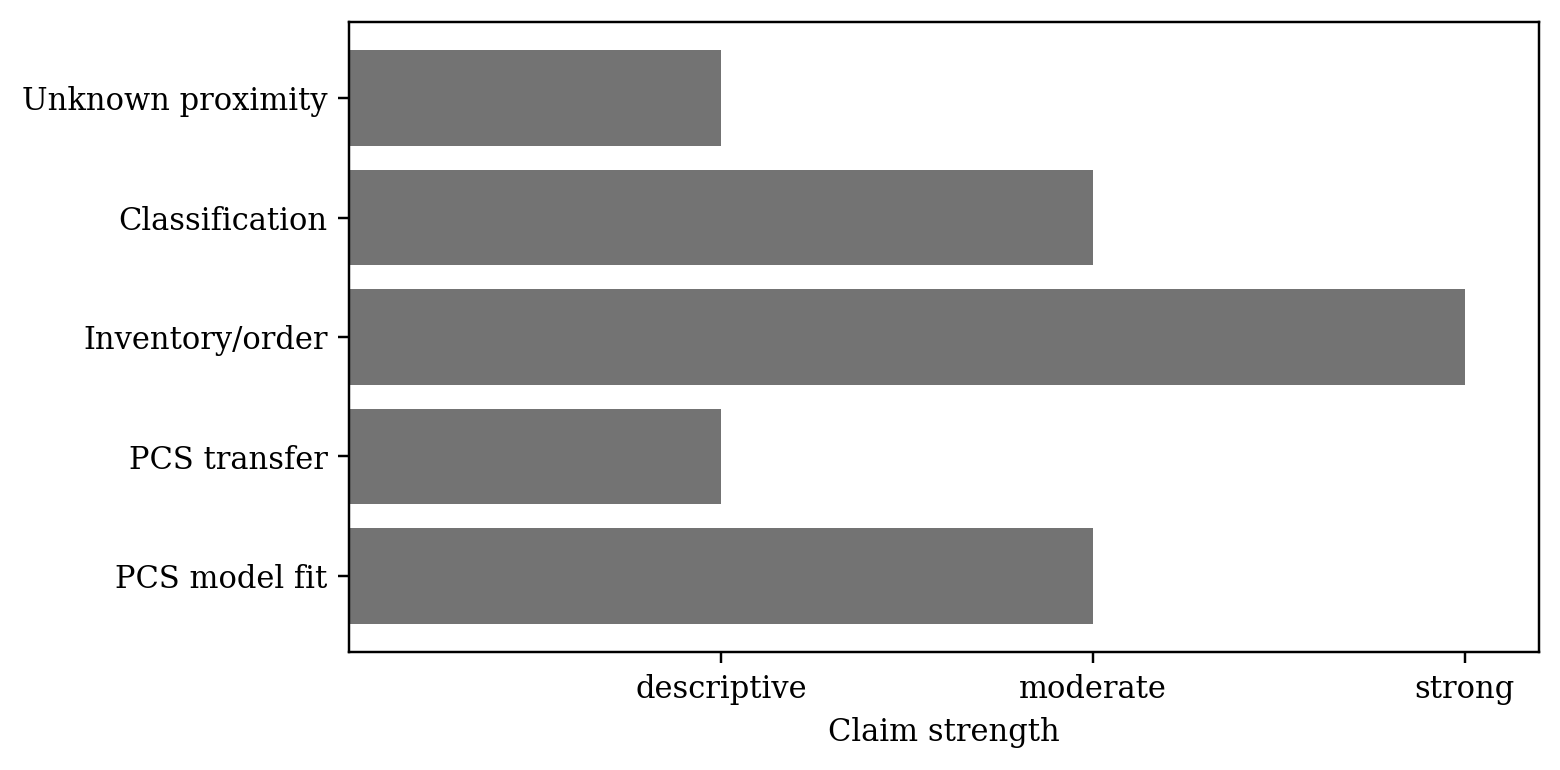 Unknown proximity
Classification
Inventory/order
PCS transfer
PCS model fit
descriptive moderate strong
Claim strength